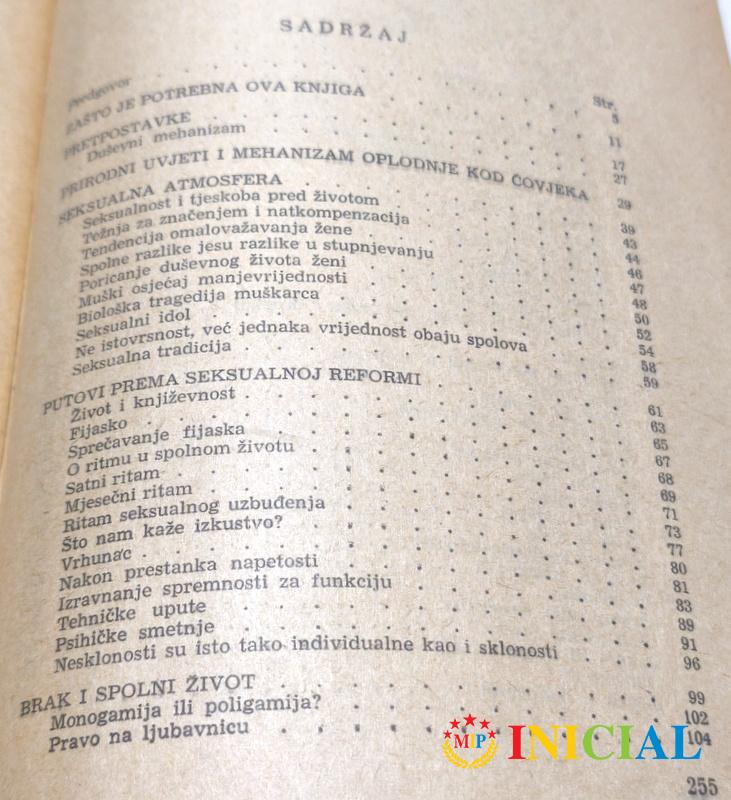 SADRŽAJ
Str.
Predgovor . . . . . . . . . . 5
ZAŠTO JE POTREBNA OVA KNJIGA . . . . . . 11
PRETPOSTAVKE . . . . . . . . . 17
Duševni mehanizam . . . . . . . . 27
PRIRODNI UVJETI I MEHANIZAM OPLODNJE KOD ČOVJEKA 29
SEKSUALNA ATMOSFERA . . . . . . . . 39
Seksualnost i tjeskoba pred životom . . . . . . 43
Težnja za značenjem i natkompenzacija . . . . . 44
Tendencija omalovažavanja žene . . . . . . 46
Spolne razlike jesu razlike u stupnjevanju . . . . . 47
Poricanje duševnog života ženi . . . . . . 48
Muški osjećaj manjevrijednosti . . . . . . 50
Biološka tragedija muškarca . . . . . . . 52
Seksualni idol . . . . . . . . . 54
Ne istovrsnost, već jednaka vrijednost obaju spolova . . . 58
Seksualna tradicija . . . . . . . . 59
PUTOVI PREMA SEKSUALNOJ REFORMI . . . . . 61
Život i književnost . . . . . . . . 63
Fijasko . . . . . . . . . . 65
Sprečavanje fijaska . . . . . . . . 67
O ritmu u spolnom životu . . . . . . . 68
Satni ritam . . . . . . . . . 69
Mjesečni ritam . . . . . . . . . 71
Ritam seksualnog uzbuđenja . . . . . . . 73
Što nam kaže izkustvo? . . . . . . . . 77
Vrhunac . . . . . . . . . . 80
Nakon prestanka napetosti . . . . . . . 81
Izravnanje spremnosti za funkciju . . . . . . 83
Tehničke upute . . . . . . . . . 89
Psihičke smetnje . . . . . . . . . 91
Nesklonosti su isto tako individualne kao i sklonosti . . . 96
BRAK I SPOLNI ŽIVOT . . . . . . . . 99
Monogamija ili poligamija? . . . . . . . 102
Pravo na ljubavnicu . . . . . . . . 104
MIP INICIAL
255